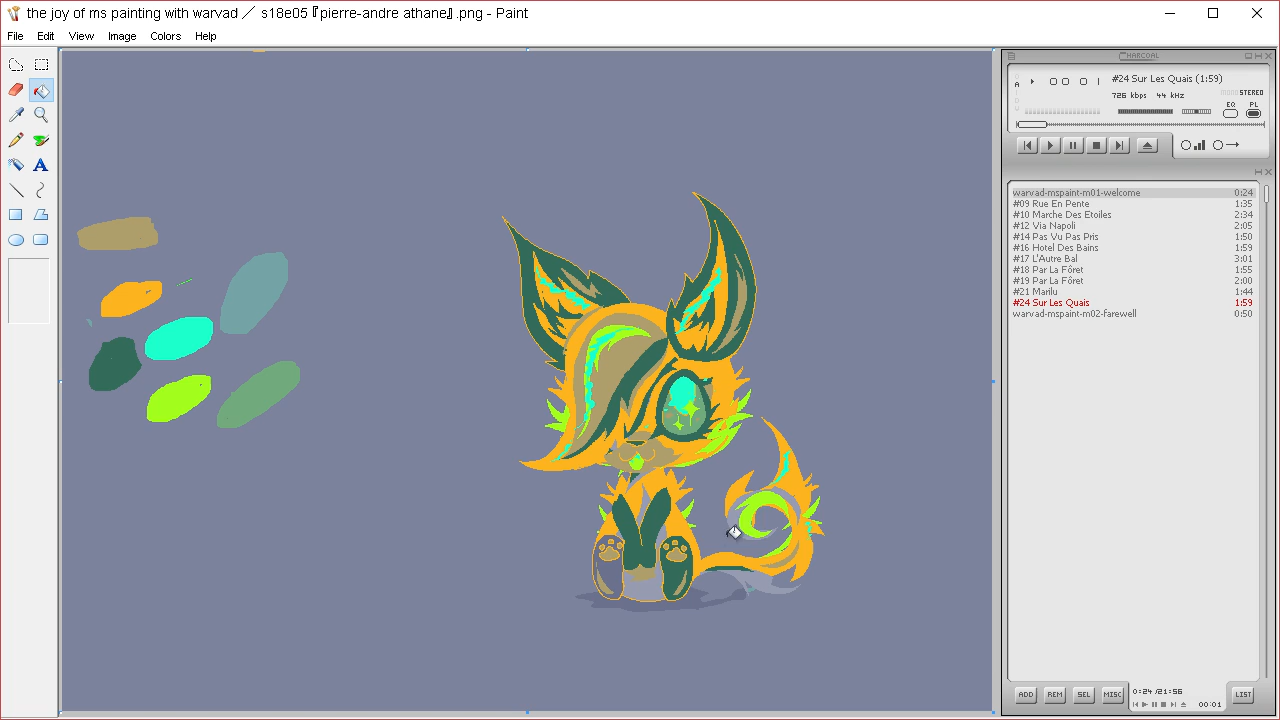 the joy of ms painting with warvad ／ s18e05『pierre-andre athane』.png - Paint
File Edit View Image Colors Help
CHARCOAL
#24 Sur Les Quais (1:59)
726 kbps 44 kHz
STEREO
EQ PL
warvad-mspaint-m01-welcome 0:24
#09 Rue En Pente 1:35
#10 Marche Des Etoiles 2:34
#12 Via Napoli 2:05
#14 Pas Vu Pas Pris 1:50
#16 Hotel Des Bains 1:59
#17 L'Autre Bal 3:01
#18 Par La Fôret 1:55
#19 Par La Fôret 2:00
#21 Marilu 1:44
#24 Sur Les Quais 1:59
warvad-mspaint-m02-farewell 0:50
ADD REM SEL MISC 0:24 /21:56 LIST
00:01